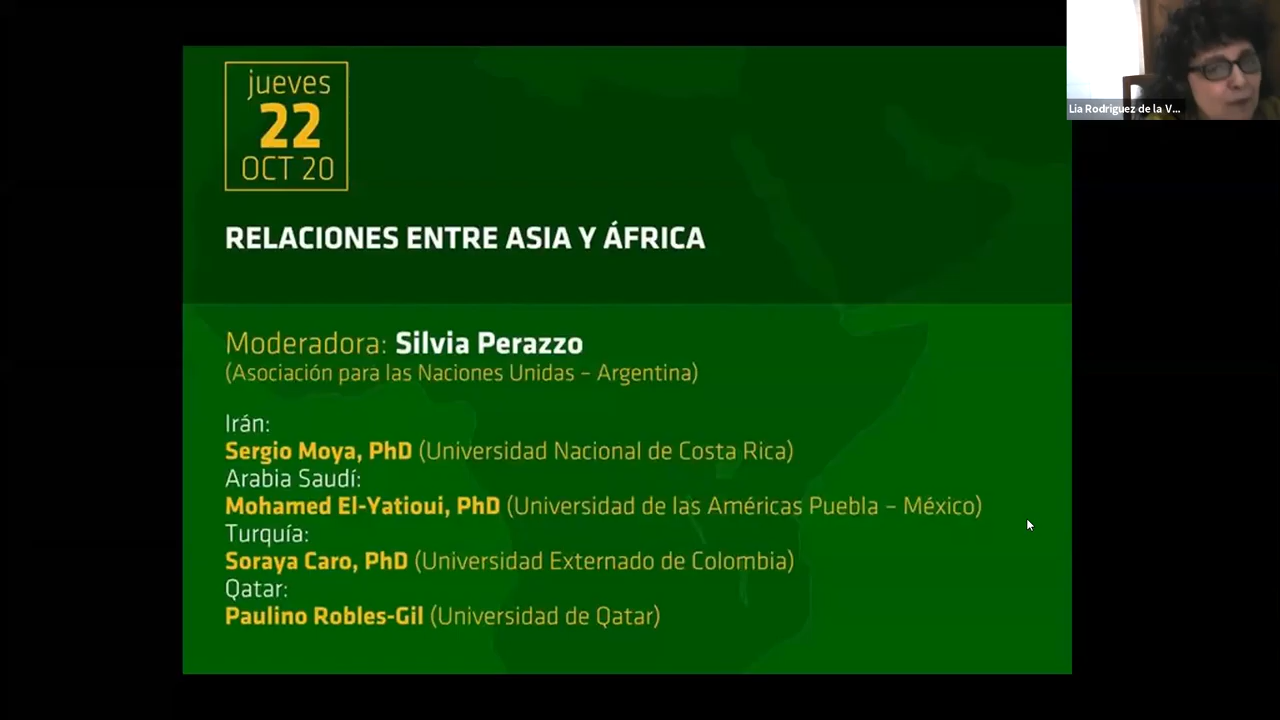 jueves
22
OCT 20
RELACIONES ENTRE ASIA Y ÁFRICA
Moderadora: Silvia Perazzo
(Asociación para las Naciones Unidas – Argentina)
Irán:
Sergio Moya, PhD (Universidad Nacional de Costa Rica)
Arabia Saudí:
Mohamed El-Yatioui, PhD (Universidad de las Américas Puebla – México)
Turquía:
Soraya Caro, PhD (Universidad Externado de Colombia)
Qatar:
Paulino Robles-Gil (Universidad de Qatar)
Lia Rodriguez de la V...